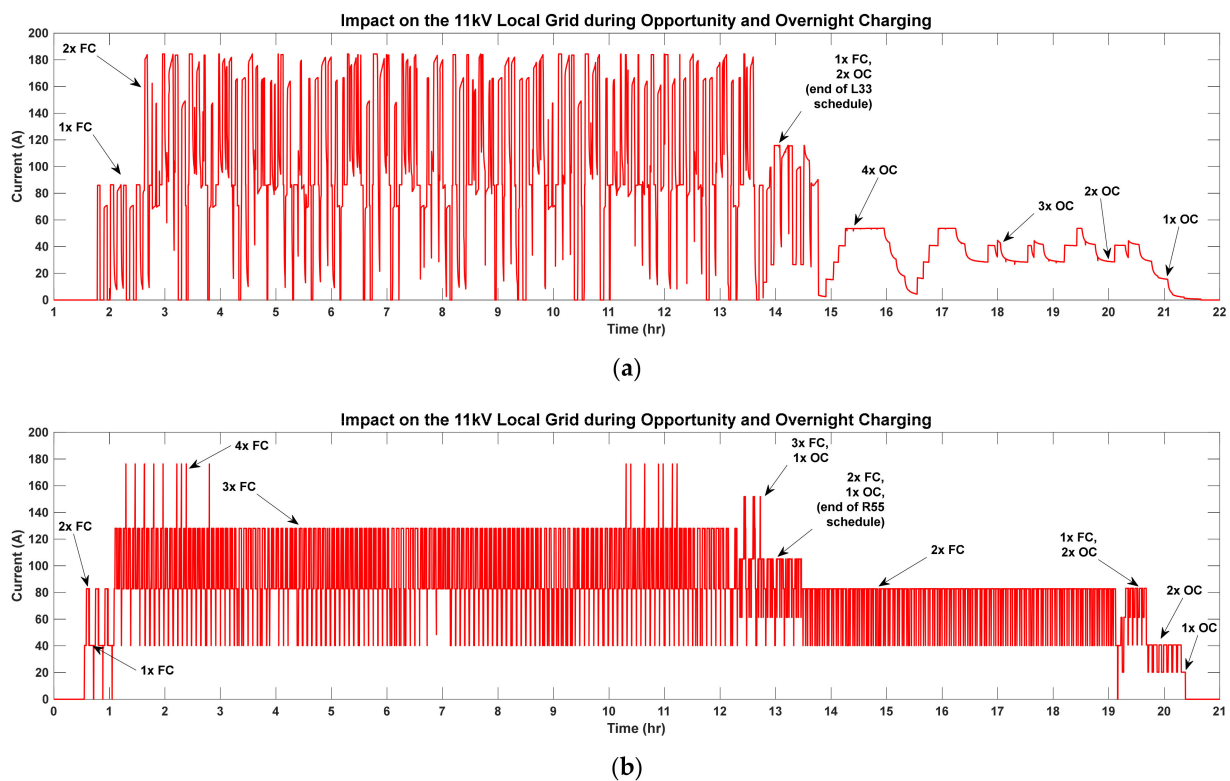 Impact on the 11kV Local Grid during Opportunity and Overnight Charging
200
180
160
140
120
100
80
60
40
20
0
Current (A)
2x FC
1x FC
1x FC,
2x OC
(end of L33
schedule)
4x OC
3x OC
2x OC
1x OC
1 2 3 4 5 6 7 8 9 10 11 12 13 14 15 16 17 18 19 20 21 22
Time (hr)
(a)
Impact on the 11kV Local Grid during Opportunity and Overnight Charging
200
180
160
140
120
100
80
60
40
20
0
Current (A)
2x FC
1x FC
4x FC
3x FC
3x FC,
1x OC
2x FC,
1x OC,
(end of R55
schedule)
2x FC
1x FC,
2x OC
2x OC
1x OC
0 1 2 3 4 5 6 7 8 9 10 11 12 13 14 15 16 17 18 19 20 21
Time (hr)
(b)